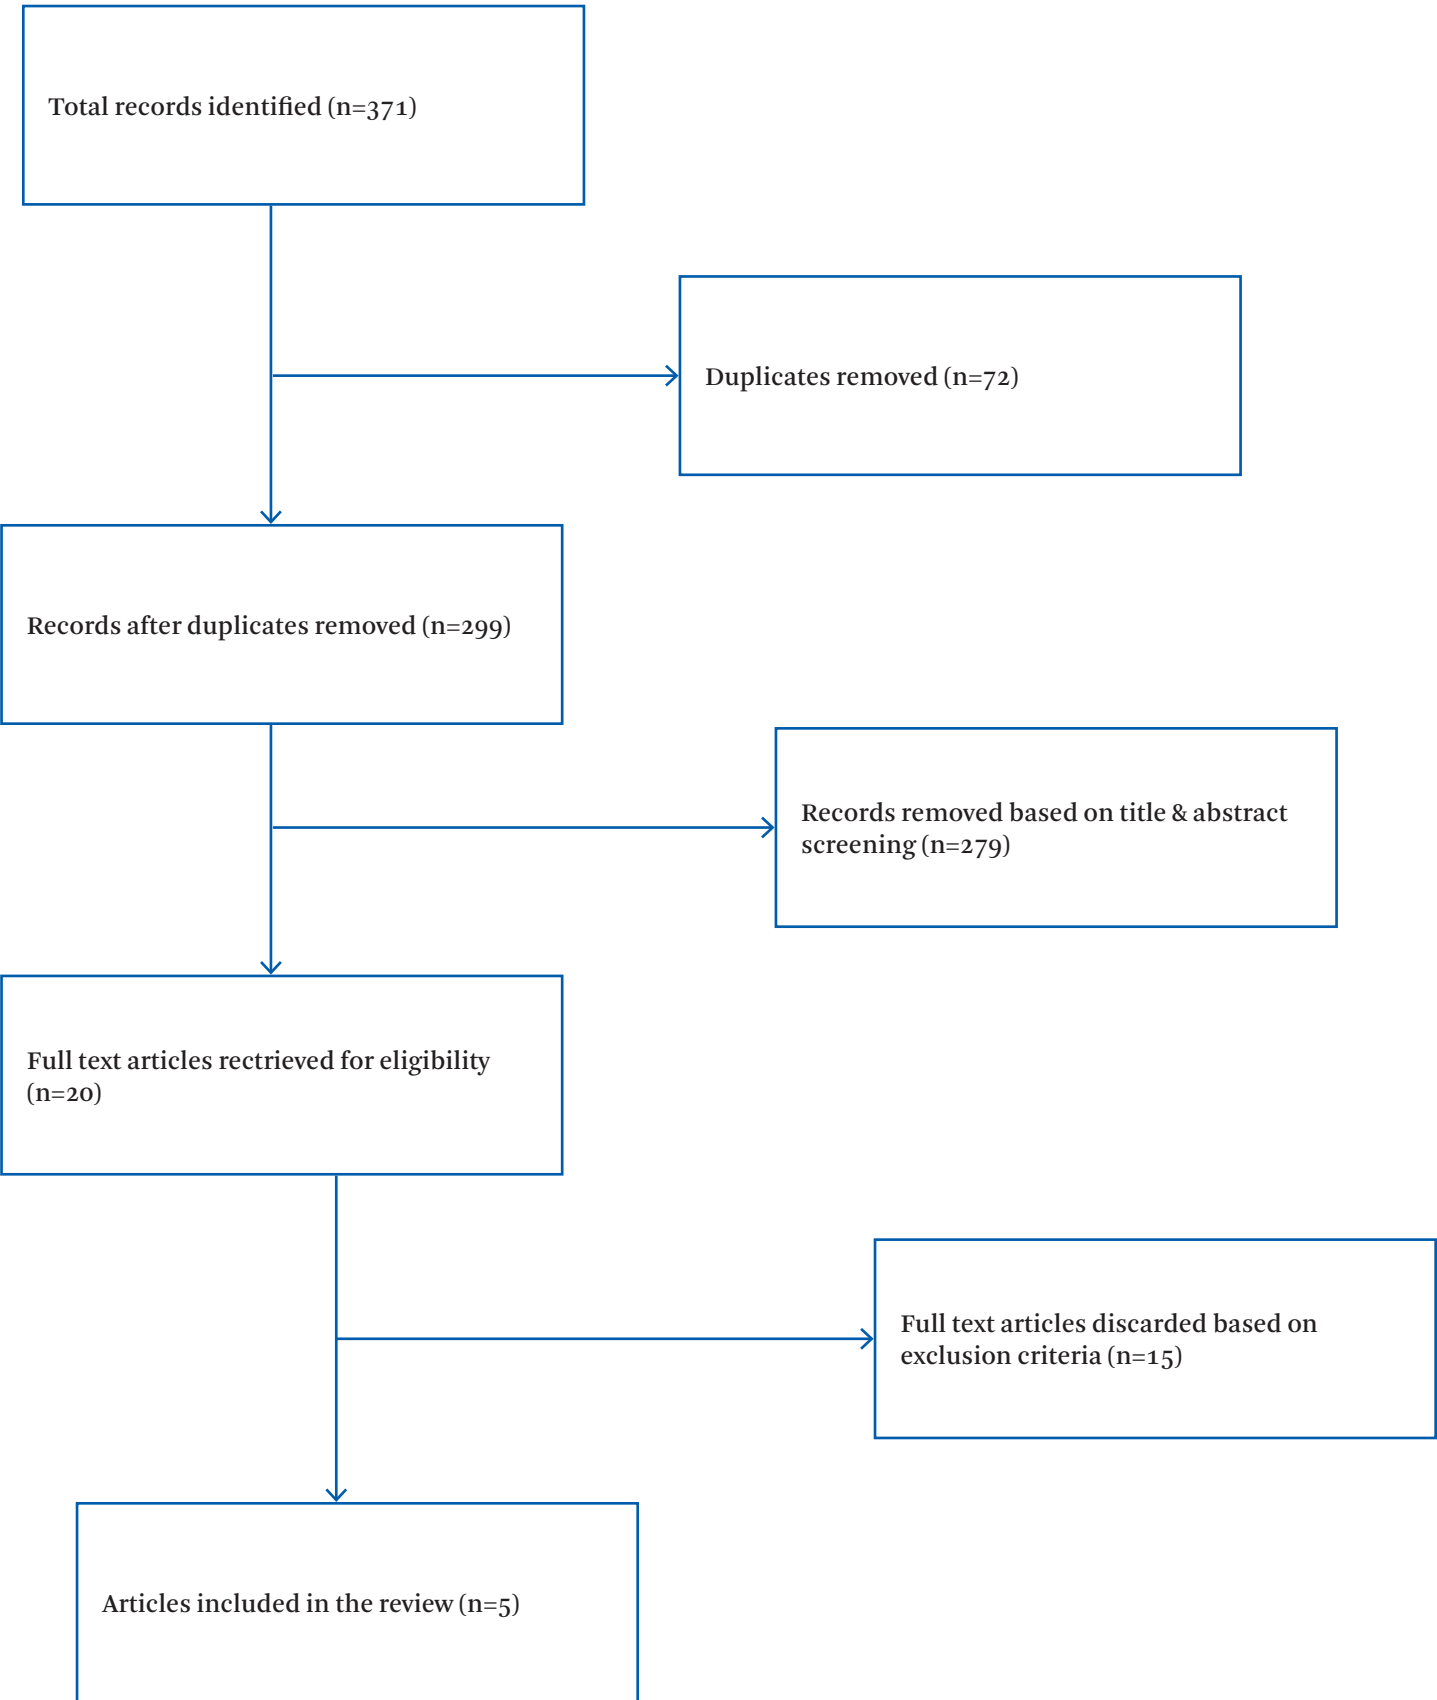 Total records identified (n=371)
Duplicates removed (n=72)
Records after duplicates removed (n=299)
Records removed based on title & abstract
screening (n=279)
Full text articles rectrieved for eligibility
(n=20)
Full text articles discarded based on
exclusion criteria (n=15)
Articles included in the review (n=5)